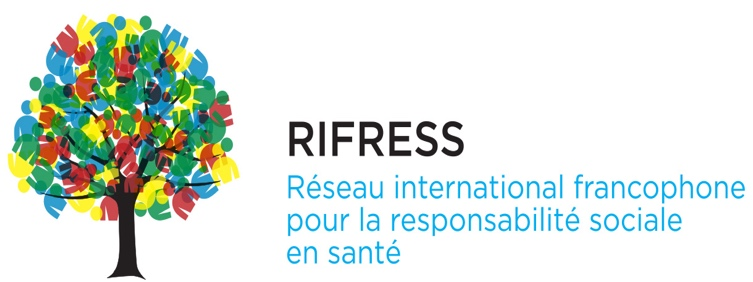 RIFRESS
Réseau international francophone
pour la responsabilité sociale
en santé